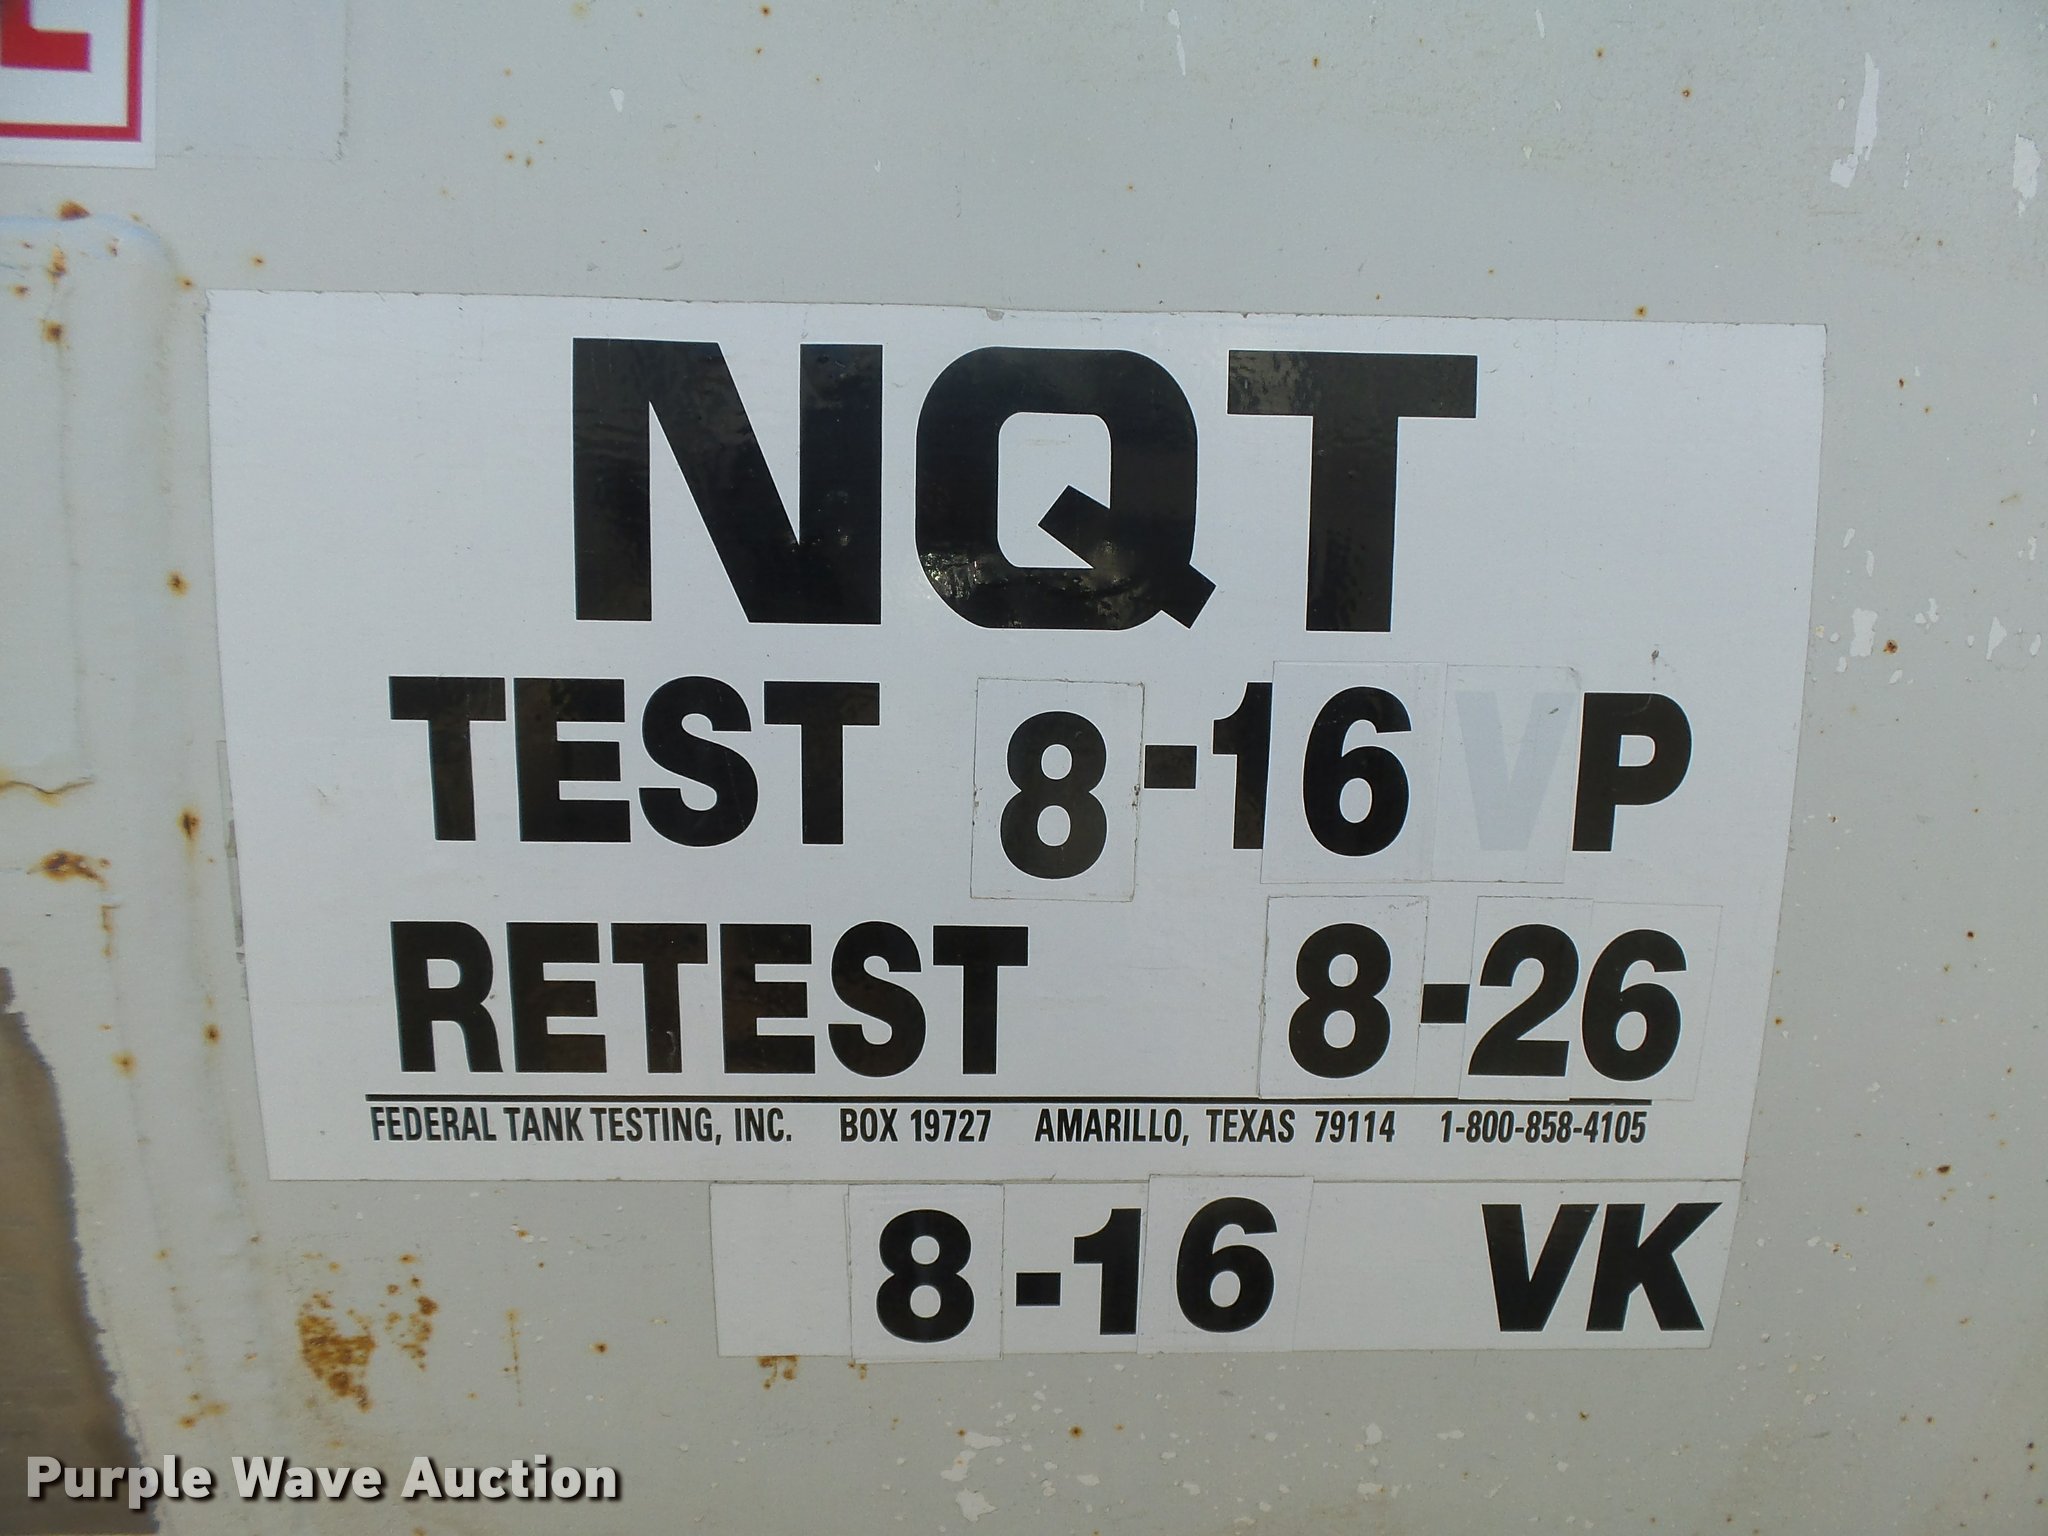 NQT
TEST 8-16 VP
RETEST 8-26
FEDERAL TANK TESTING, INC. BOX 19727 AMARILLO, TEXAS 79114 1-800-858-4105
8-16 VK
Purple Wave Auction